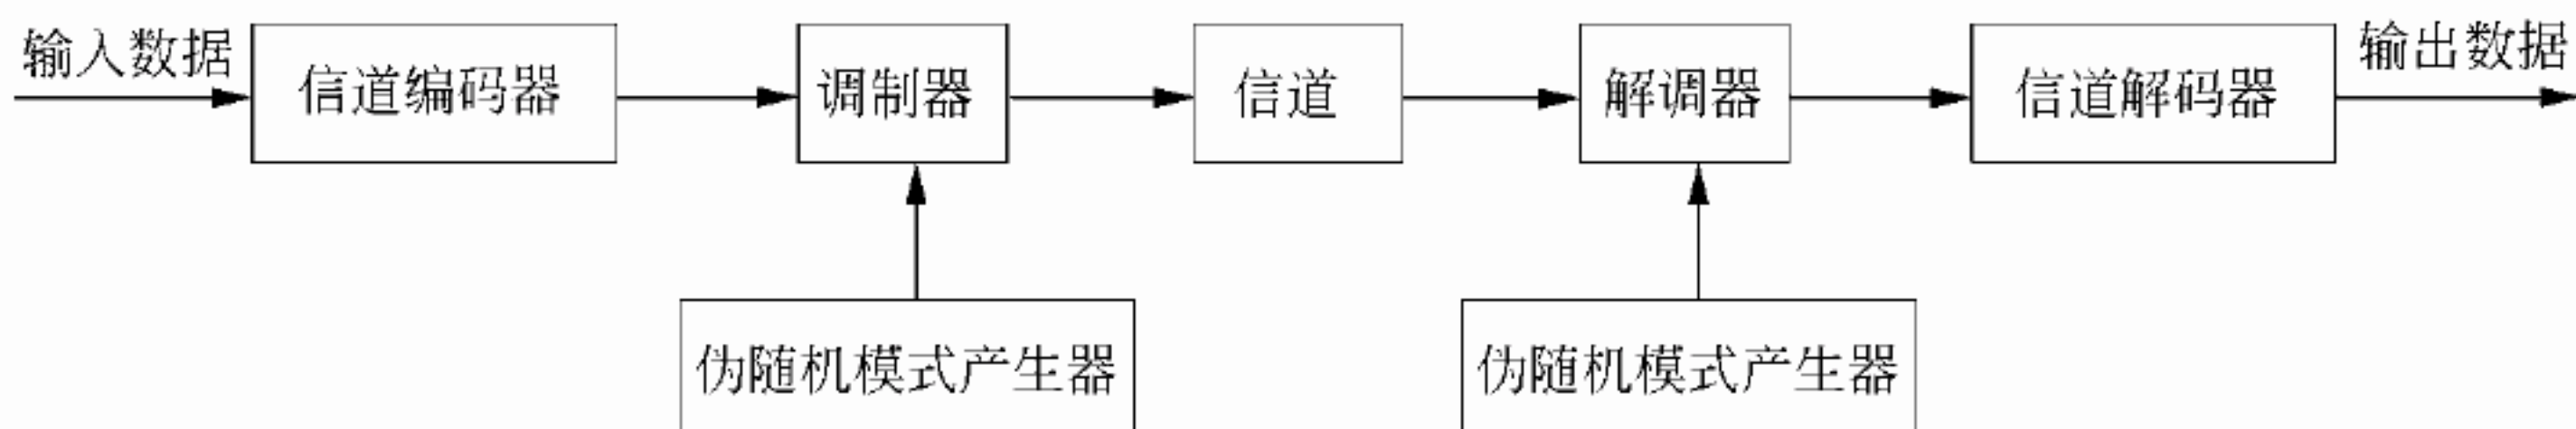 输入数据
信道编码器
调制器
信道
解调器
信道解码器
输出数据
伪随机模式产生器
伪随机模式产生器